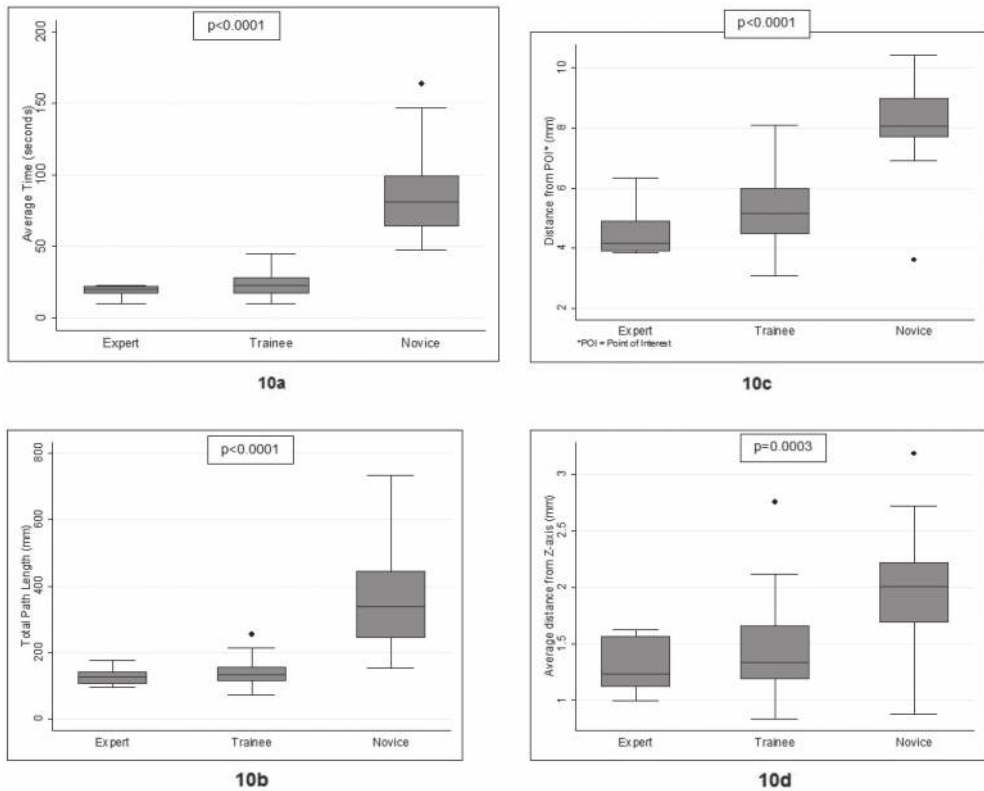 p<0.0001
Average Time (seconds)
200
150
100
50
0
Expert Trainee Novice
10a
p<0.0001
Distance from POI* (mm)
10
8
6
4
2
Expert Trainee Novice
*POI = Point of Interest
10c
p<0.0001
Total Path Length (mm)
800
600
400
200
0
Expert Trainee Novice
10b
p=0.0003
Average distance from Z-axis (mm)
3
2.5
2
1.5
1
Expert Trainee Novice
10d